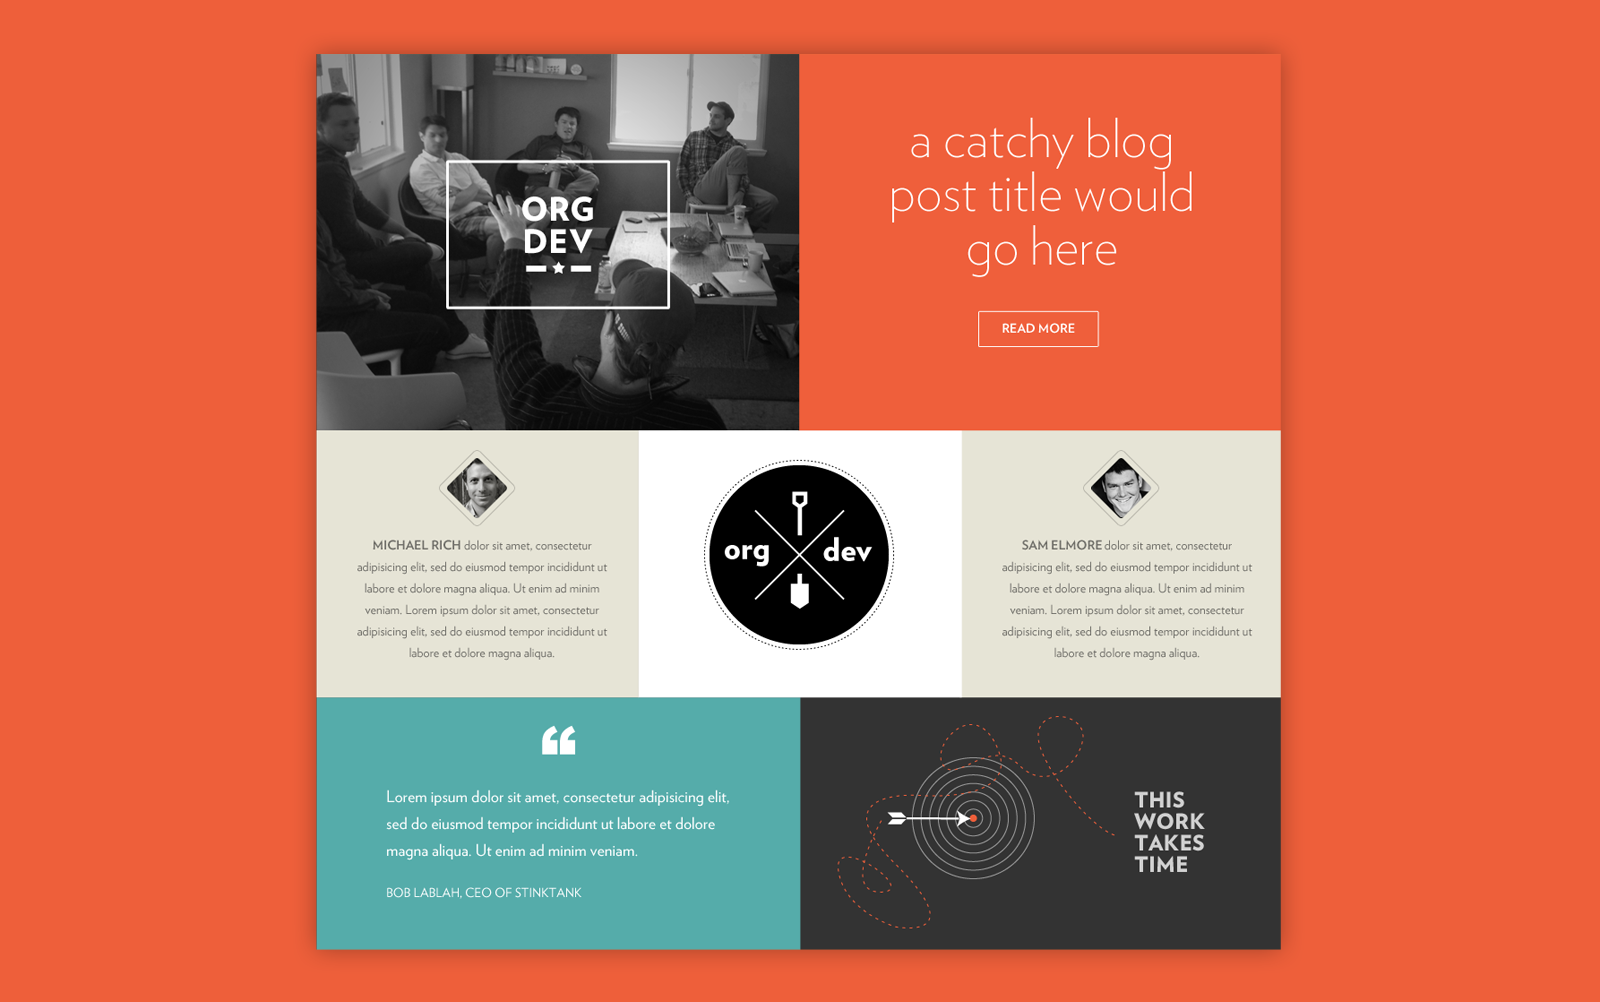 ORG
DEV
a catchy blog
post title would
go here
READ MORE
MICHAEL RICH dolor sit amet, consectetur
adipisicing elit, sed do eiusmod tempor incididunt ut
labore et dolore magna aliqua. Ut enim ad minim
veniam. Lorem ipsum dolor sit amet, consectetur
adipisicing elit, sed do eiusmod tempor incididunt ut
labore et dolore magna aliqua.
org dev
SAM ELMORE dolor sit amet, consectetur
adipisicing elit, sed do eiusmod tempor incididunt ut
labore et dolore magna aliqua. Ut enim ad minim
veniam. Lorem ipsum dolor sit amet, consectetur
adipisicing elit, sed do eiusmod tempor incididunt ut
labore et dolore magna aliqua.
“
Lorem ipsum dolor sit amet, consectetur adipisicing elit,
sed do eiusmod tempor incididunt ut labore et dolore
magna aliqua. Ut enim ad minim veniam.
BOB LABLAH, CEO OF STINKTANK
THIS
WORK
TAKES
TIME